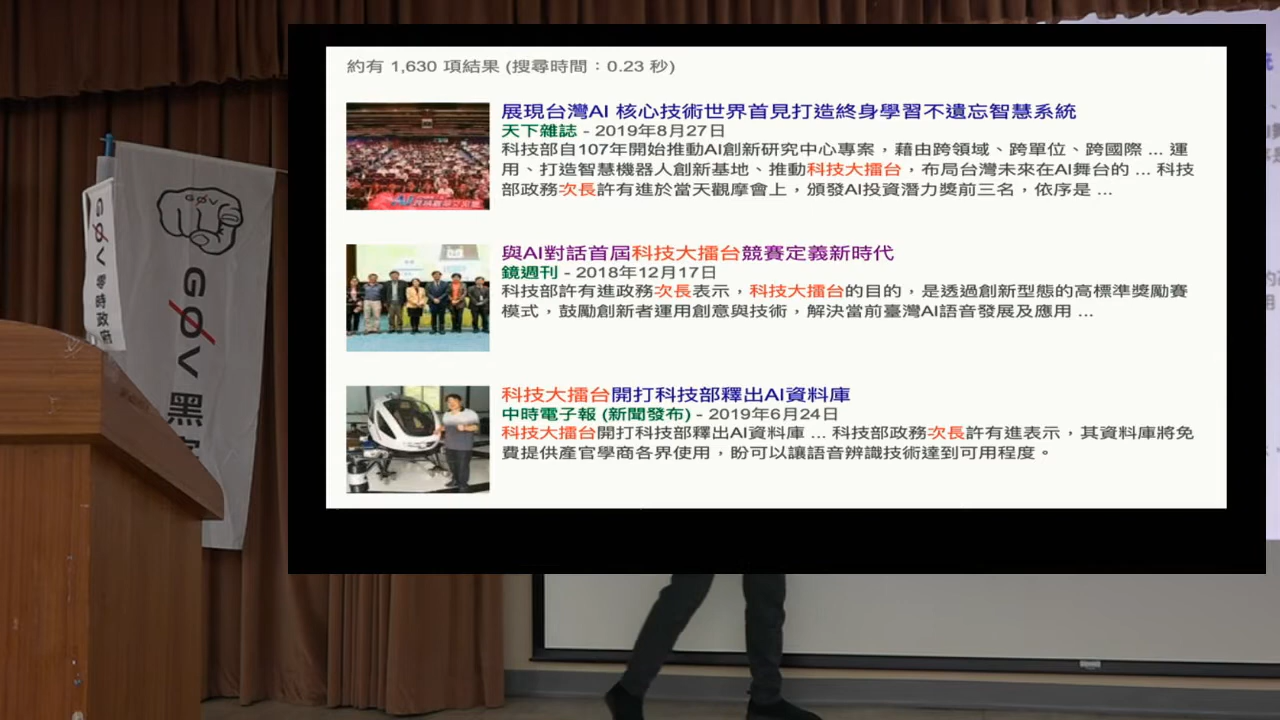 約有 1,630 項結果 (搜尋時間：0.23 秒)
展現台灣AI 核心技術世界首見打造終身學習不遺忘智慧系統
天下雜誌 - 2019年8月27日
科技部自107年開始推動AI創新研究中心專案，藉由跨領域、跨單位、跨國際 ... 運
用、打造智慧機器人創新基地、推動科技大擂台，布局台灣未來在AI舞台的 ... 科技
部政務次長許有進於當天觀摩會上，頒發AI投資潛力獎前三名，依序是 ...
與AI對話首屆科技大擂台競賽定義新時代
鏡週刊 - 2018年12月17日
科技部許有進政務次長表示，科技大擂台的目的，是透過創新型態的高標準獎勵賽
模式，鼓勵創新者運用創意與技術，解決當前臺灣AI語音發展及應用 ...
科技大擂台開打科技部釋出AI資料庫
中時電子報 (新聞發布) - 2019年6月24日
科技大擂台開打科技部釋出AI資料庫 ... 科技部政務次長許有進表示，其資料庫將免
費提供產官學商各界使用，盼可以讓語音辨識技術達到可用程度。
G0V
G0V 零時政府
G0V 黑客